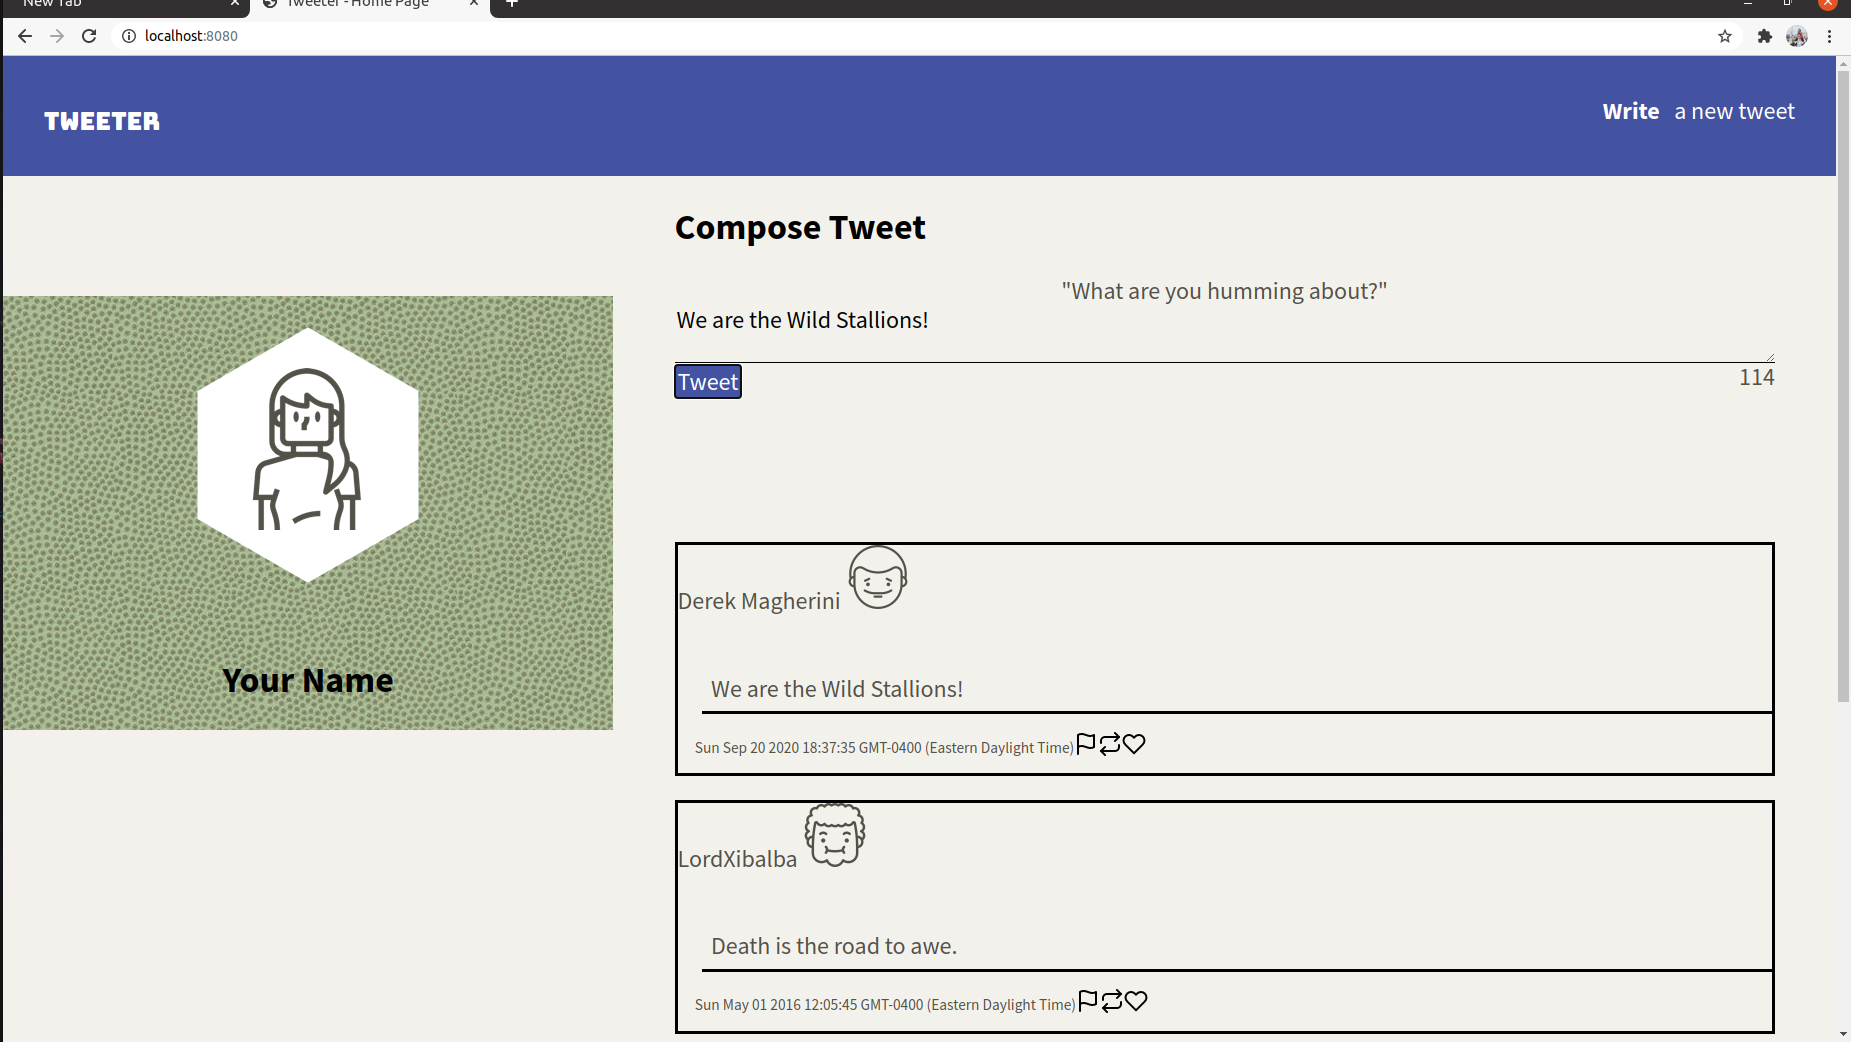 New Tab
Tweeter - Home Page
localhost:8080
TWEETER
Write a new tweet
Compose Tweet
"What are you humming about?"
We are the Wild Stallions!
Tweet
114
Your Name
Derek Magherini
We are the Wild Stallions!
Sun Sep 20 2020 18:37:35 GMT-0400 (Eastern Daylight Time)
LordXibalba
Death is the road to awe.
Sun May 01 2016 12:05:45 GMT-0400 (Eastern Daylight Time)